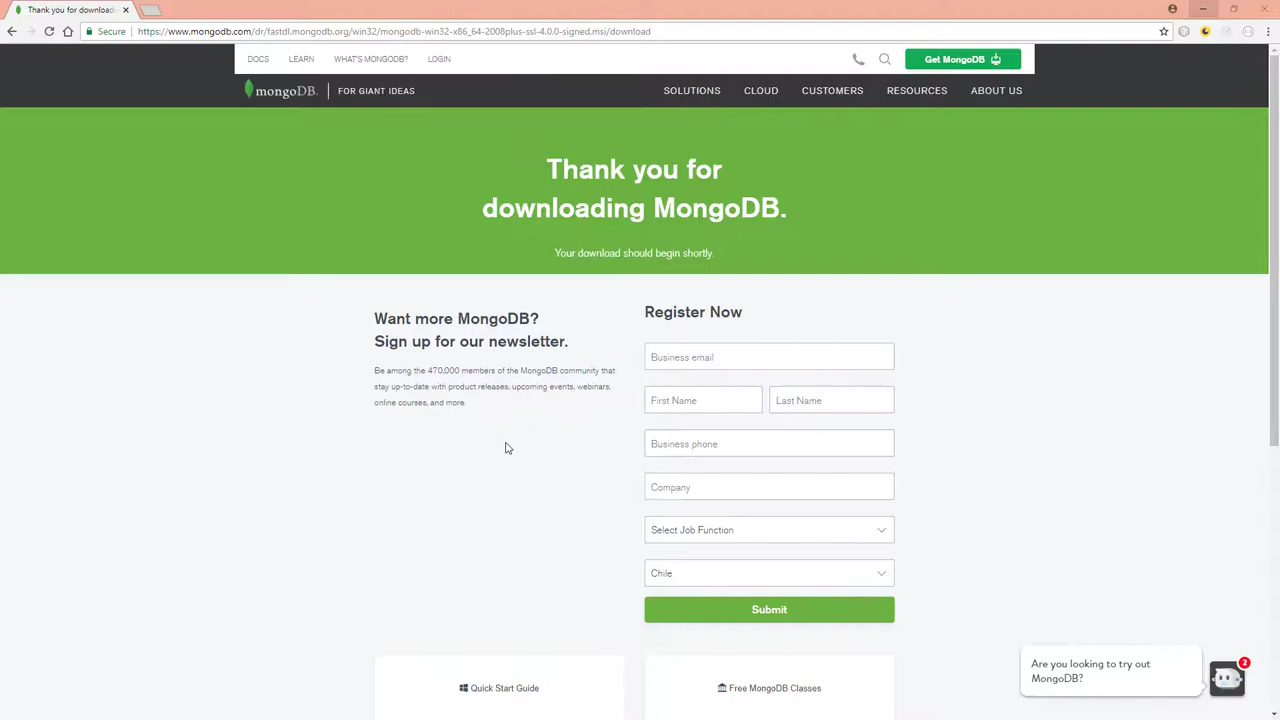 Thank you for download
Secure
https://www.mongodb.com/dr/fastdl.mongodb.org/win32/mongodb-win32-x86_64-2008plus-ssl-4.0.0-signed.msi/download
DOCS LEARN WHAT'S MONGODB? LOGIN
Get MongoDB
mongoDB. FOR GIANT IDEAS
SOLUTIONS CLOUD CUSTOMERS RESOURCES ABOUT US
Thank you for
downloading MongoDB.
Your download should begin shortly.
Want more MongoDB?
Sign up for our newsletter.
Be among the 470,000 members of the MongoDB community that
stay up-to-date with product releases, upcoming events, webinars,
online courses, and more.
Register Now
Business email
First Name Last Name
Business phone
Company
Select Job Function
Chile
Submit
Quick Start Guide
Free MongoDB Classes
Are you looking to try out
MongoDB?
2